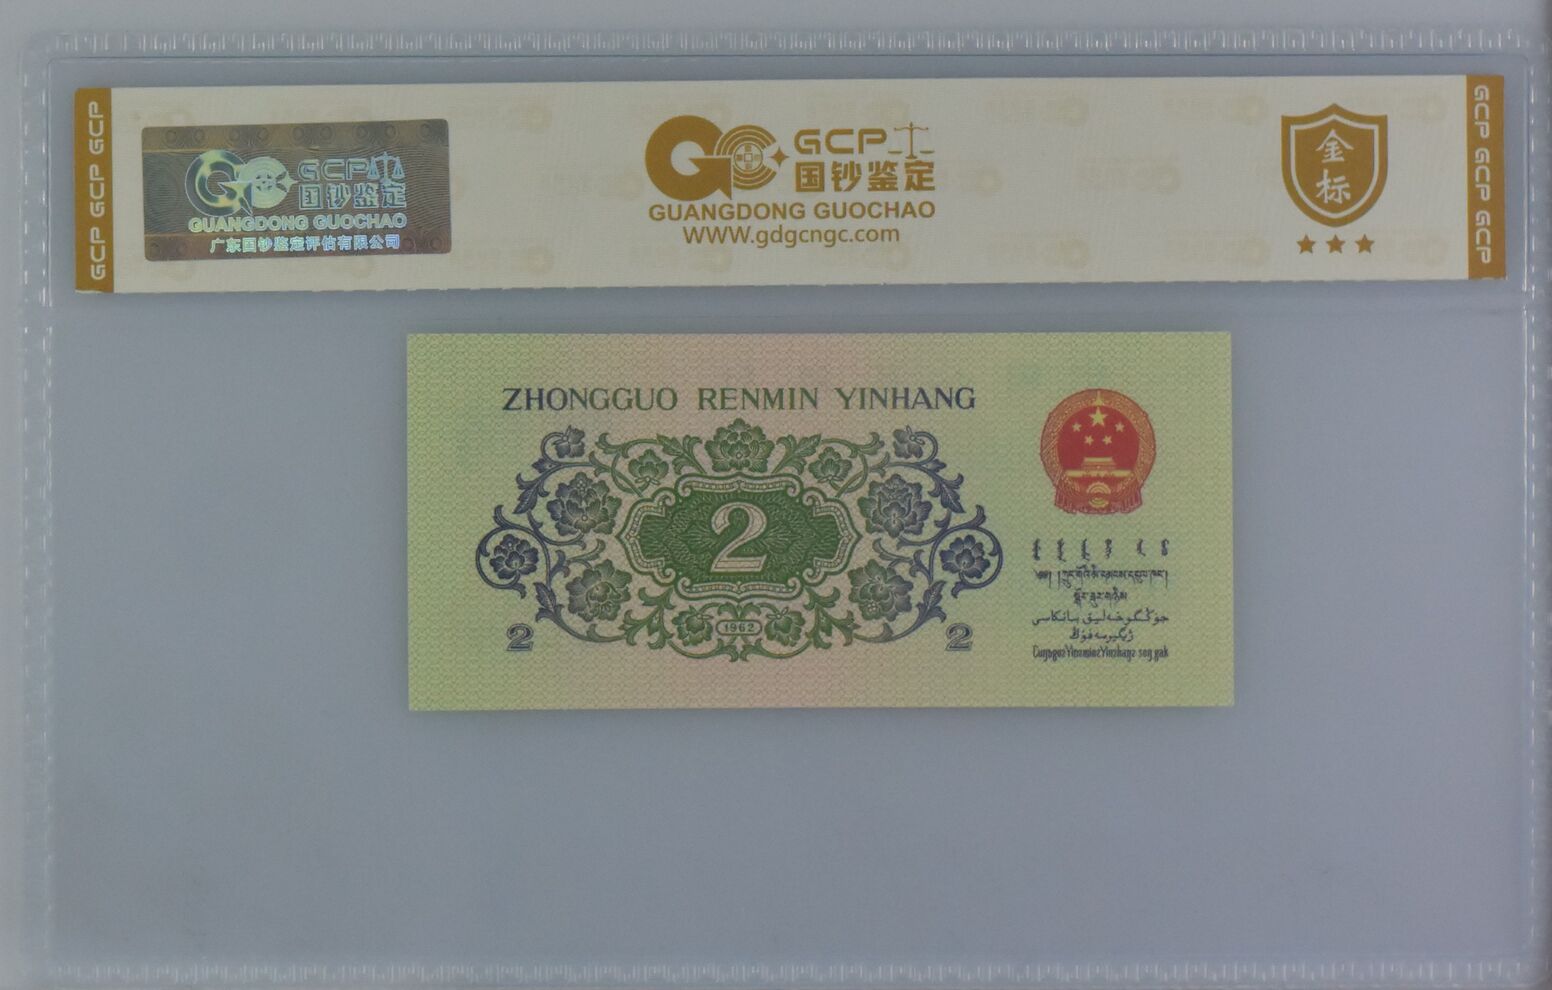 GCP GCP GCP
GCP
国钞鉴定
GUANGDONG GUOCHAO
广东国钞鉴定评估有限公司
GCP
国钞鉴定
GUANGDONG GUOCHAO
WWW.gdgcngc.com
金
标
GCP GCP GCP
ZHONGGUO RENMIN YINHANG
2
1962
2
2
جۇڭگوخەلىق بانكاسى